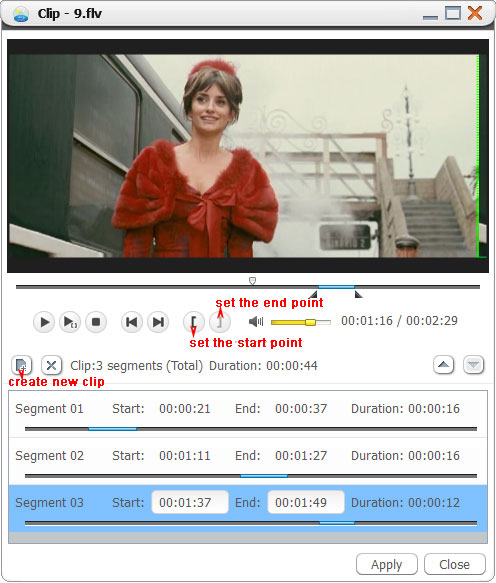 Clip - 9.flv
set the end point
00:01:16 / 00:02:29
set the start point
Clip:3 segments (Total) Duration: 00:00:44
create new clip
Segment 01 Start: 00:00:21 End: 00:00:37 Duration: 00:00:16
Segment 02 Start: 00:01:11 End: 00:01:27 Duration: 00:00:16
Segment 03 Start: 00:01:37 End: 00:01:49 Duration: 00:00:12
Apply Close